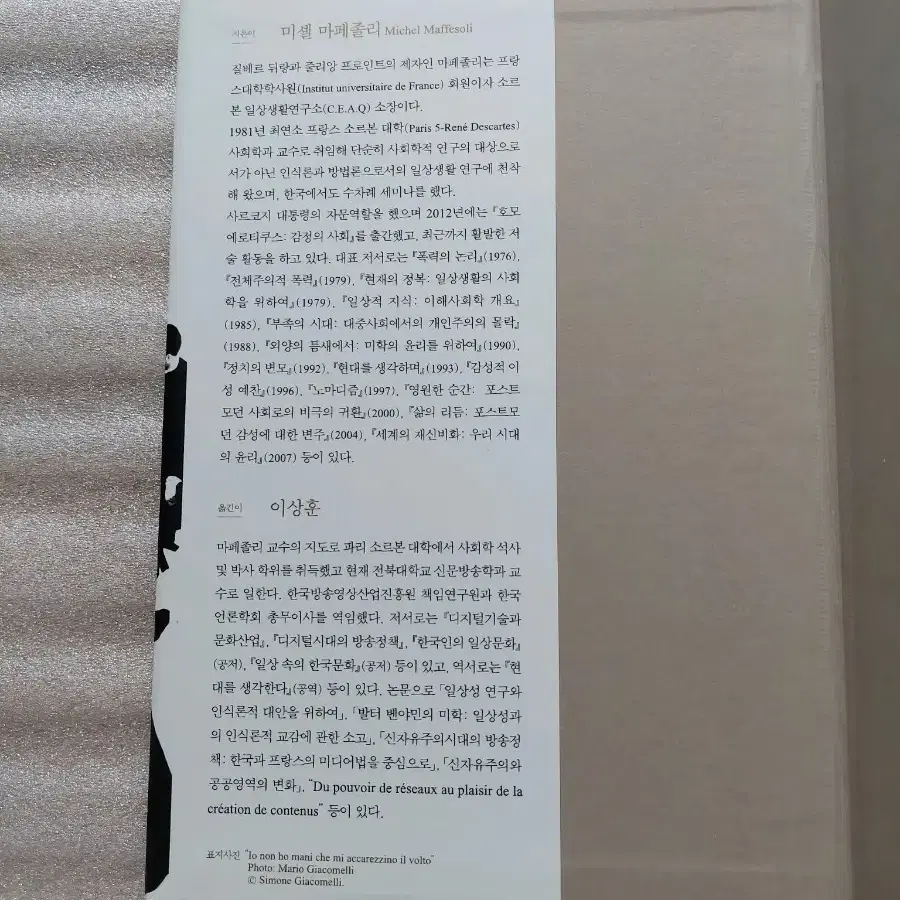 지은이 미셸 마페졸리 Michel Maffesoli
질베르 뒤랑과 줄리앙 프로인트의 제자인 마페졸리는 프랑
스대학학사원(Institut universitaire de France) 회원이자 소르
본 일상생활연구소(C.E.A.Q) 소장이다.
1981년 최연소 프랑스 소르본 대학(Paris 5-René Descartes)
사회학과 교수로 취임해 단순히 사회학적 연구의 대상으로
서가 아닌 인식론과 방법론으로서의 일상생활 연구에 천착
해 왔으며, 한국에서도 수차례 세미나를 했다.
사르코지 대통령의 자문역할을 했으며 2012년에는 『호모
에로티쿠스: 감정의 사회』를 출간했고, 최근까지 활발한 저
술 활동을 하고 있다. 대표 저서로는 『폭력의 논리』(1976),
『전체주의적 폭력』(1979), 『현재의 정복: 일상생활의 사회
학을 위하여』(1979), 『일상적 지식: 이해사회학 개요』
(1985), 『부족의 시대: 대중사회에서의 개인주의의 몰락』
(1988), 『외양의 틈새에서: 미학의 윤리를 위하여』(1990),
『정치의 변모』(1992), 『현대를 생각하며』(1993), 『감성적 이
성 예찬』(1996), 『노마디즘』(1997), 『영원한 순간: 포스트
모던 사회로의 비극의 귀환』(2000), 『삶의 리듬: 포스트모
던 감성에 대한 변주』(2004), 『세계의 재신비화: 우리 시대
의 윤리』(2007) 등이 있다.
옮긴이 이상훈
마페졸리 교수의 지도로 파리 소르본 대학에서 사회학 석사
및 박사 학위를 취득했고 현재 전북대학교 신문방송학과 교
수로 일한다. 한국방송영상산업진흥원 책임연구원과 한국
언론학회 총무이사를 역임했다. 저서로는 『디지털기술과
문화산업』, 『디지털시대의 방송정책』, 『한국인의 일상문화』
(공저), 『일상 속의 한국문화』(공저) 등이 있고, 역서로는 『현
대를 생각한다』(공역) 등이 있다. 논문으로 「일상성 연구와
인식론적 대안을 위하여」, 「발터 벤야민의 미학: 일상성과
의 인식론적 교감에 관한 소고」, 「신자유주의시대의 방송정
책: 한국과 프랑스의 미디어법을 중심으로」, 「신자유주의와
공공영역의 변화」, “Du pouvoir de réseaux au plaisir de la
création de contenus” 등이 있다.
표지사진 “Io non ho mani che mi accarezzino il volto”
Photo: Mario Giacomelli
© Simone Giacomelli.